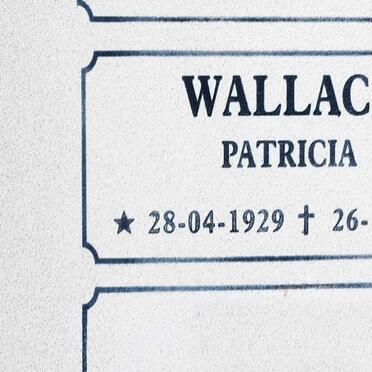 WALLAC
PATRICIA
★ 28-04-1929 ✝ 26-